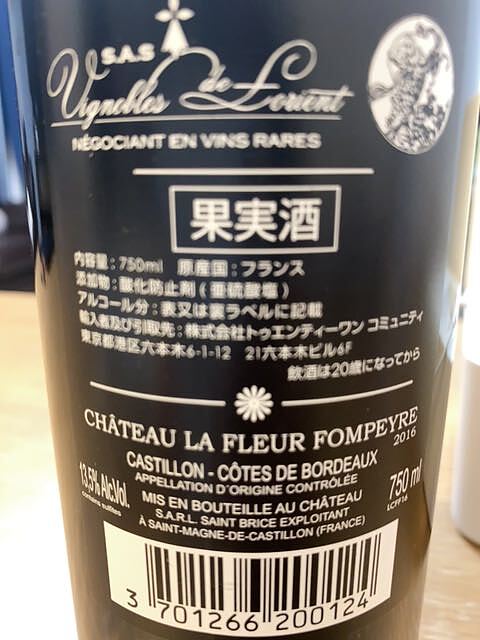 S.A.S
Vignobles de Lorient
NÉGOCIANT EN VINS RARES
果実酒
内容量：750ml 原産国：フランス
添加物：酸化防止剤（亜硫酸塩）
アルコール分：表又は裏ラベルに記載
輸入者及び引取先：株式会社トゥエンティーワン コミュニティ
東京都港区六本木6-1-12 21六本木ビル6F
飲酒は20歳になってから
CHÂTEAU LA FLEUR FOMPEYRE
2016
CASTILLON - CÔTES DE BORDEAUX
APPELLATION D'ORIGINE CONTRÔLÉE
13,5% Alc.Vol.
contains sulfites
MIS EN BOUTEILLE AU CHÂTEAU
750 ml
LCFF16
S.A.R.L. SAINT BRICE EXPLOITANT
À SAINT-MAGNE-DE-CASTILLON (FRANCE)
3 701266 200124